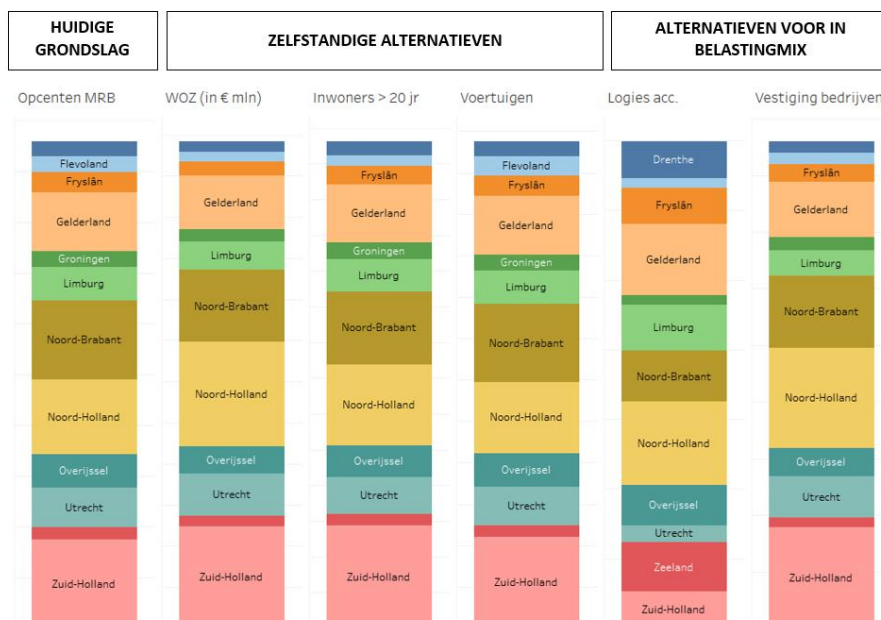 HUIDIGE
GRONDSLAG
ZELFSTANDIGE ALTERNATIEVEN
ALTERNATIEVEN VOOR IN
BELASTINGMIX
Opcenten MRB
WOZ (in € mln)
Inwoners > 20 jr
Voertuigen
Logies acc.
Vestiging bedrijven
Flevoland
Fryslân
Gelderland
Groningen
Limburg
Noord-Brabant
Noord-Holland
Overijssel
Utrecht
Zuid-Holland
Gelderland
Limburg
Noord-Brabant
Noord-Holland
Overijssel
Utrecht
Zuid-Holland
Fryslân
Gelderland
Groningen
Limburg
Noord-Brabant
Noord-Holland
Overijssel
Utrecht
Zuid-Holland
Flevoland
Fryslân
Gelderland
Groningen
Limburg
Noord-Brabant
Noord-Holland
Overijssel
Utrecht
Zuid-Holland
Drenthe
Fryslân
Gelderland
Limburg
Noord-Brabant
Noord-Holland
Overijssel
Utrecht
Zeeland
Zuid-Holland
Fryslân
Gelderland
Limburg
Noord-Brabant
Noord-Holland
Overijssel
Utrecht
Zuid-Holland